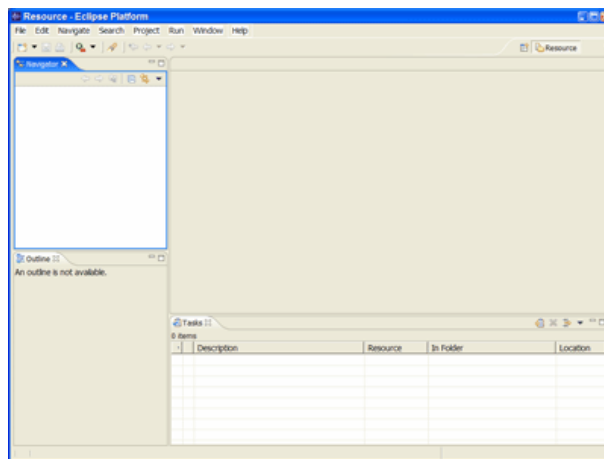 Resource - Eclipse Platform
File Edit Navigate Search Project Run Window Help
Resource
Navigator
Outline
An outline is not available.
Tasks
0 items
Description Resource In Folder Location